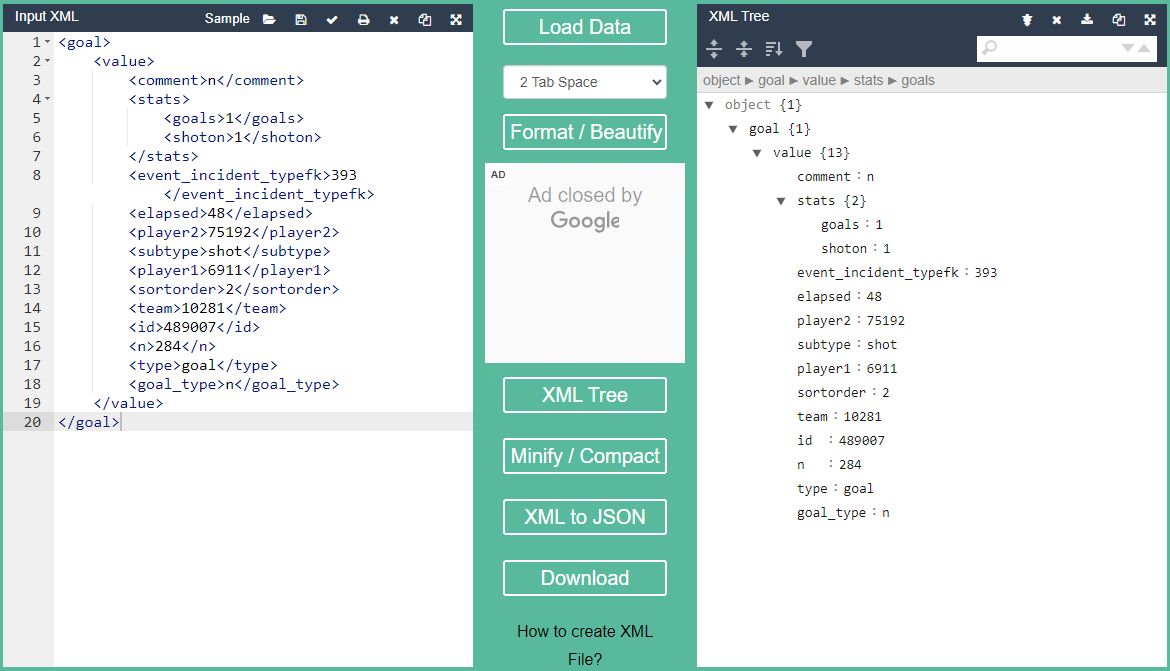 Input XML
Sample
1 <goal>
2 <value>
3 <comment>n</comment>
4 <stats>
5 <goals>1</goals>
6 <shoton>1</shoton>
7 </stats>
8 <event_incident_typefk>393
</event_incident_typefk>
9 <elapsed>48</elapsed>
10 <player2>75192</player2>
11 <subtype>shot</subtype>
12 <player1>6911</player1>
13 <sortorder>2</sortorder>
14 <team>10281</team>
15 <id>489007</id>
16 <n>284</n>
17 <type>goal</type>
18 <goal_type>n</goal_type>
19 </value>
20 </goal>
Load Data
2 Tab Space
Format / Beautify
AD
Ad closed by
Google
XML Tree
Minify / Compact
XML to JSON
Download
How to create XML
File?
XML Tree
object ► goal ► value ► stats ► goals
▼ object {1}
▼ goal {1}
▼ value {13}
comment : n
▼ stats {2}
goals : 1
shoton : 1
event_incident_typefk : 393
elapsed : 48
player2 : 75192
subtype : shot
player1 : 6911
sortorder : 2
team : 10281
id : 489007
n : 284
type : goal
goal_type : n